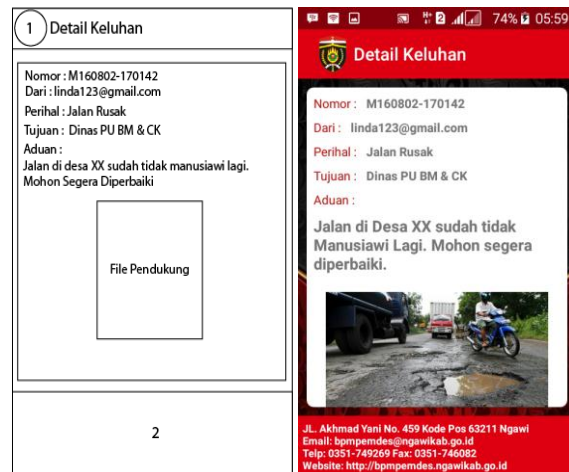 1 Detail Keluhan
Nomor : M160802-170142
Dari : linda123@gmail.com
Perihal : Jalan Rusak
Tujuan : Dinas PU BM & CK
Aduan :
Jalan di desa XX sudah tidak manusiawi lagi.
Mohon Segera Diperbaiki
File Pendukung
2
74% 05:59
Detail Keluhan
Nomor : M160802-170142
Dari : linda123@gmail.com
Perihal : Jalan Rusak
Tujuan : Dinas PU BM & CK
Aduan :
Jalan di Desa XX sudah tidak
Manusiawi Lagi. Mohon segera
diperbaiki.
JL. Akhmad Yani No. 459 Kode Pos 63211 Ngawi
Email: bpmpemdes@ngawikab.go.id
Telp: 0351-749269 Fax: 0351-746082
Website: http://bpmpemdes.ngawikab.go.id